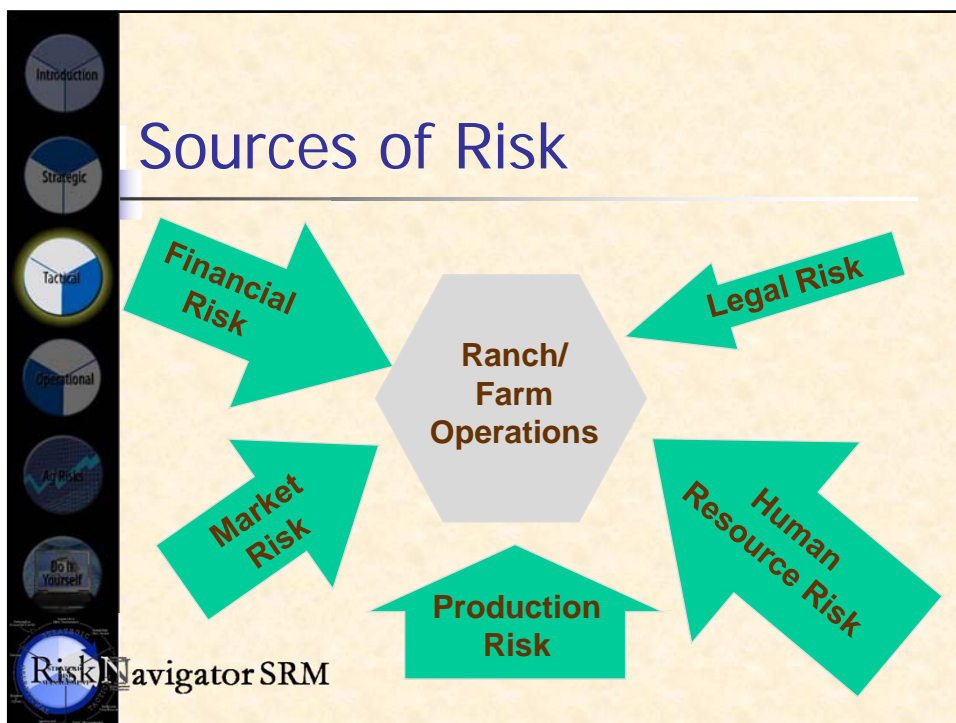 Introduction
Strategic
Tactical
Operational
Ag Risks
Do It
Yourself
Sources of Risk
Financial
Risk
Legal Risk
Ranch/
Farm
Operations
Market
Risk
Human
Resource Risk
Production
Risk
RiskNavigator SRM